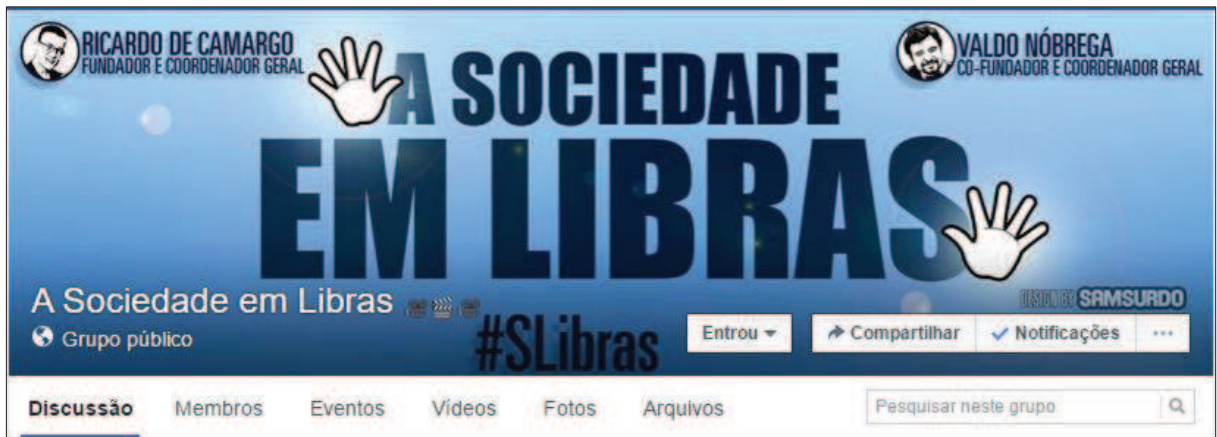 RICARDO DE CAMARGO
FUNDADOR E COORDENADOR GERAL
VALDO NÓBREGA
CO-FUNDADOR E COORDENADOR GERAL
A SOCIEDADE
EM LIBRAS
A Sociedade em Libras
Grupo público
DESIGN BY SAMSURDO
#SLibras
Entrou
Compartilhar
Notificações
Discussão Membros Eventos Vídeos Fotos Arquivos
Pesquisar neste grupo